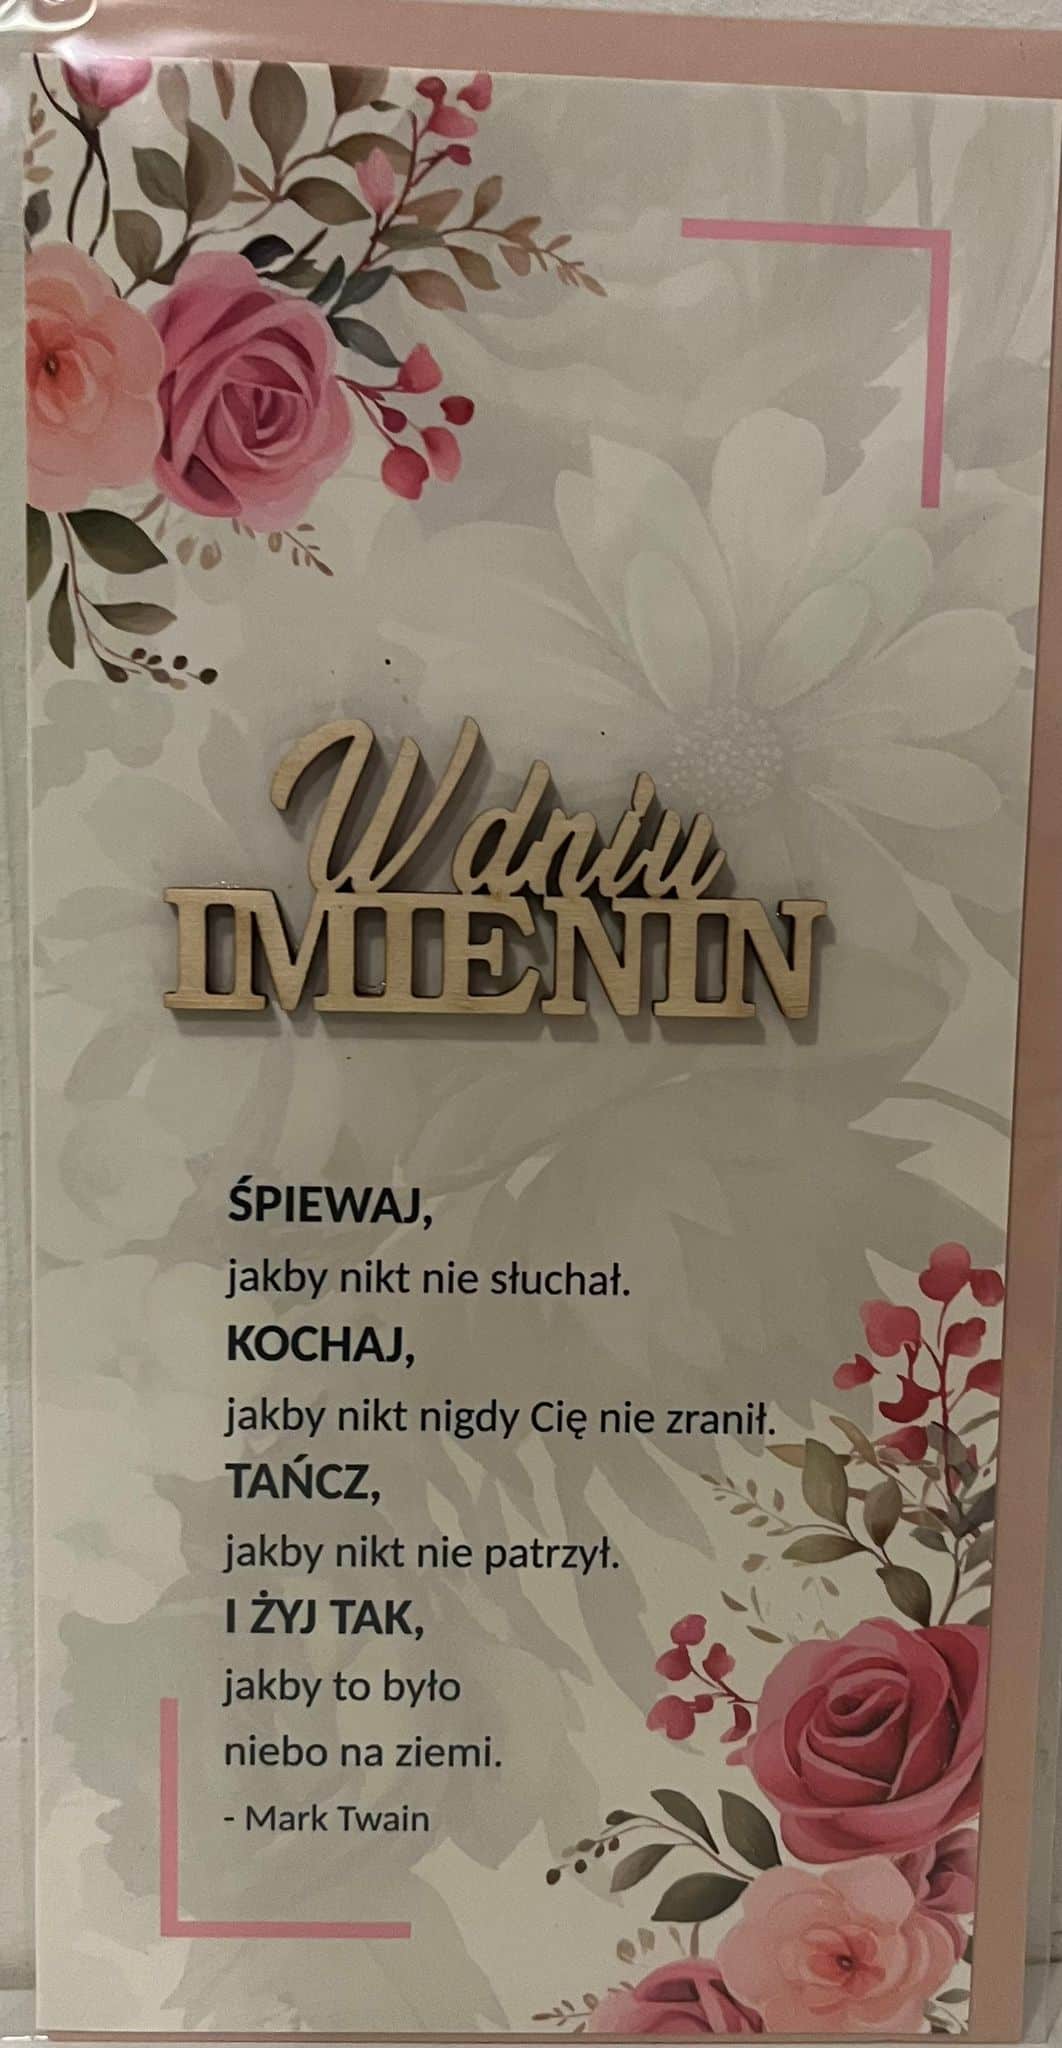 W dniu
IMIENIN
ŚPIEWAJ,
jakby nikt nie słuchał.
KOCHAJ,
jakby nikt nigdy Cię nie zranił.
TAŃCZ,
jakby nikt nie patrzył.
I ŻYJ TAK,
jakby to było
niebo na ziemi.
- Mark Twain